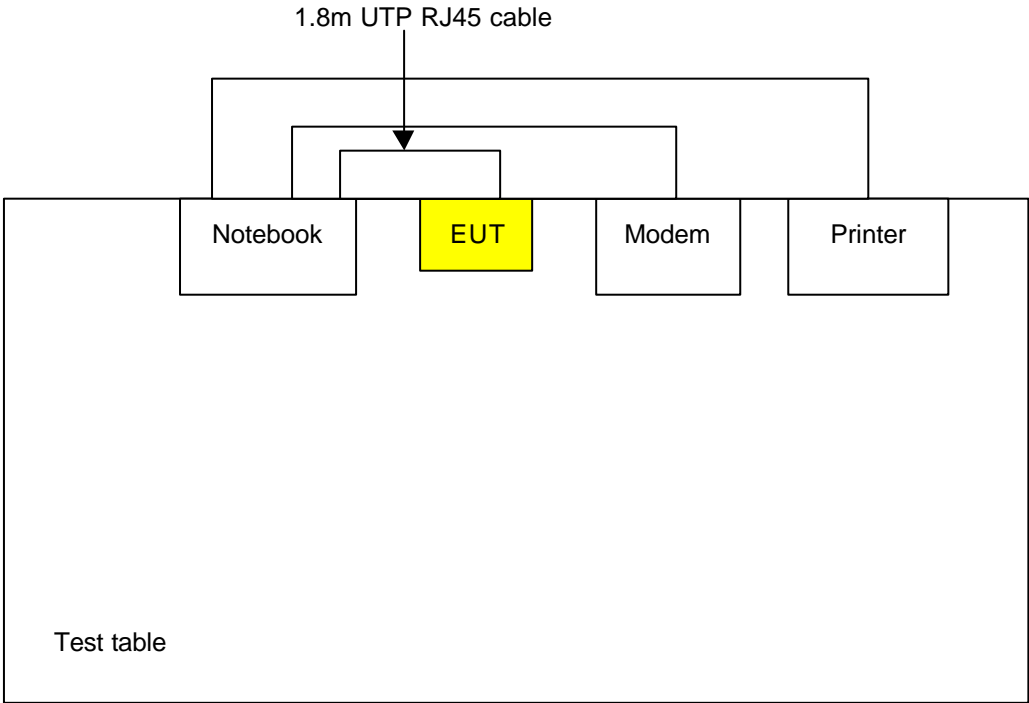 1.8m UTP RJ45 cable
Notebook
EUT
Modem
Printer
Test table